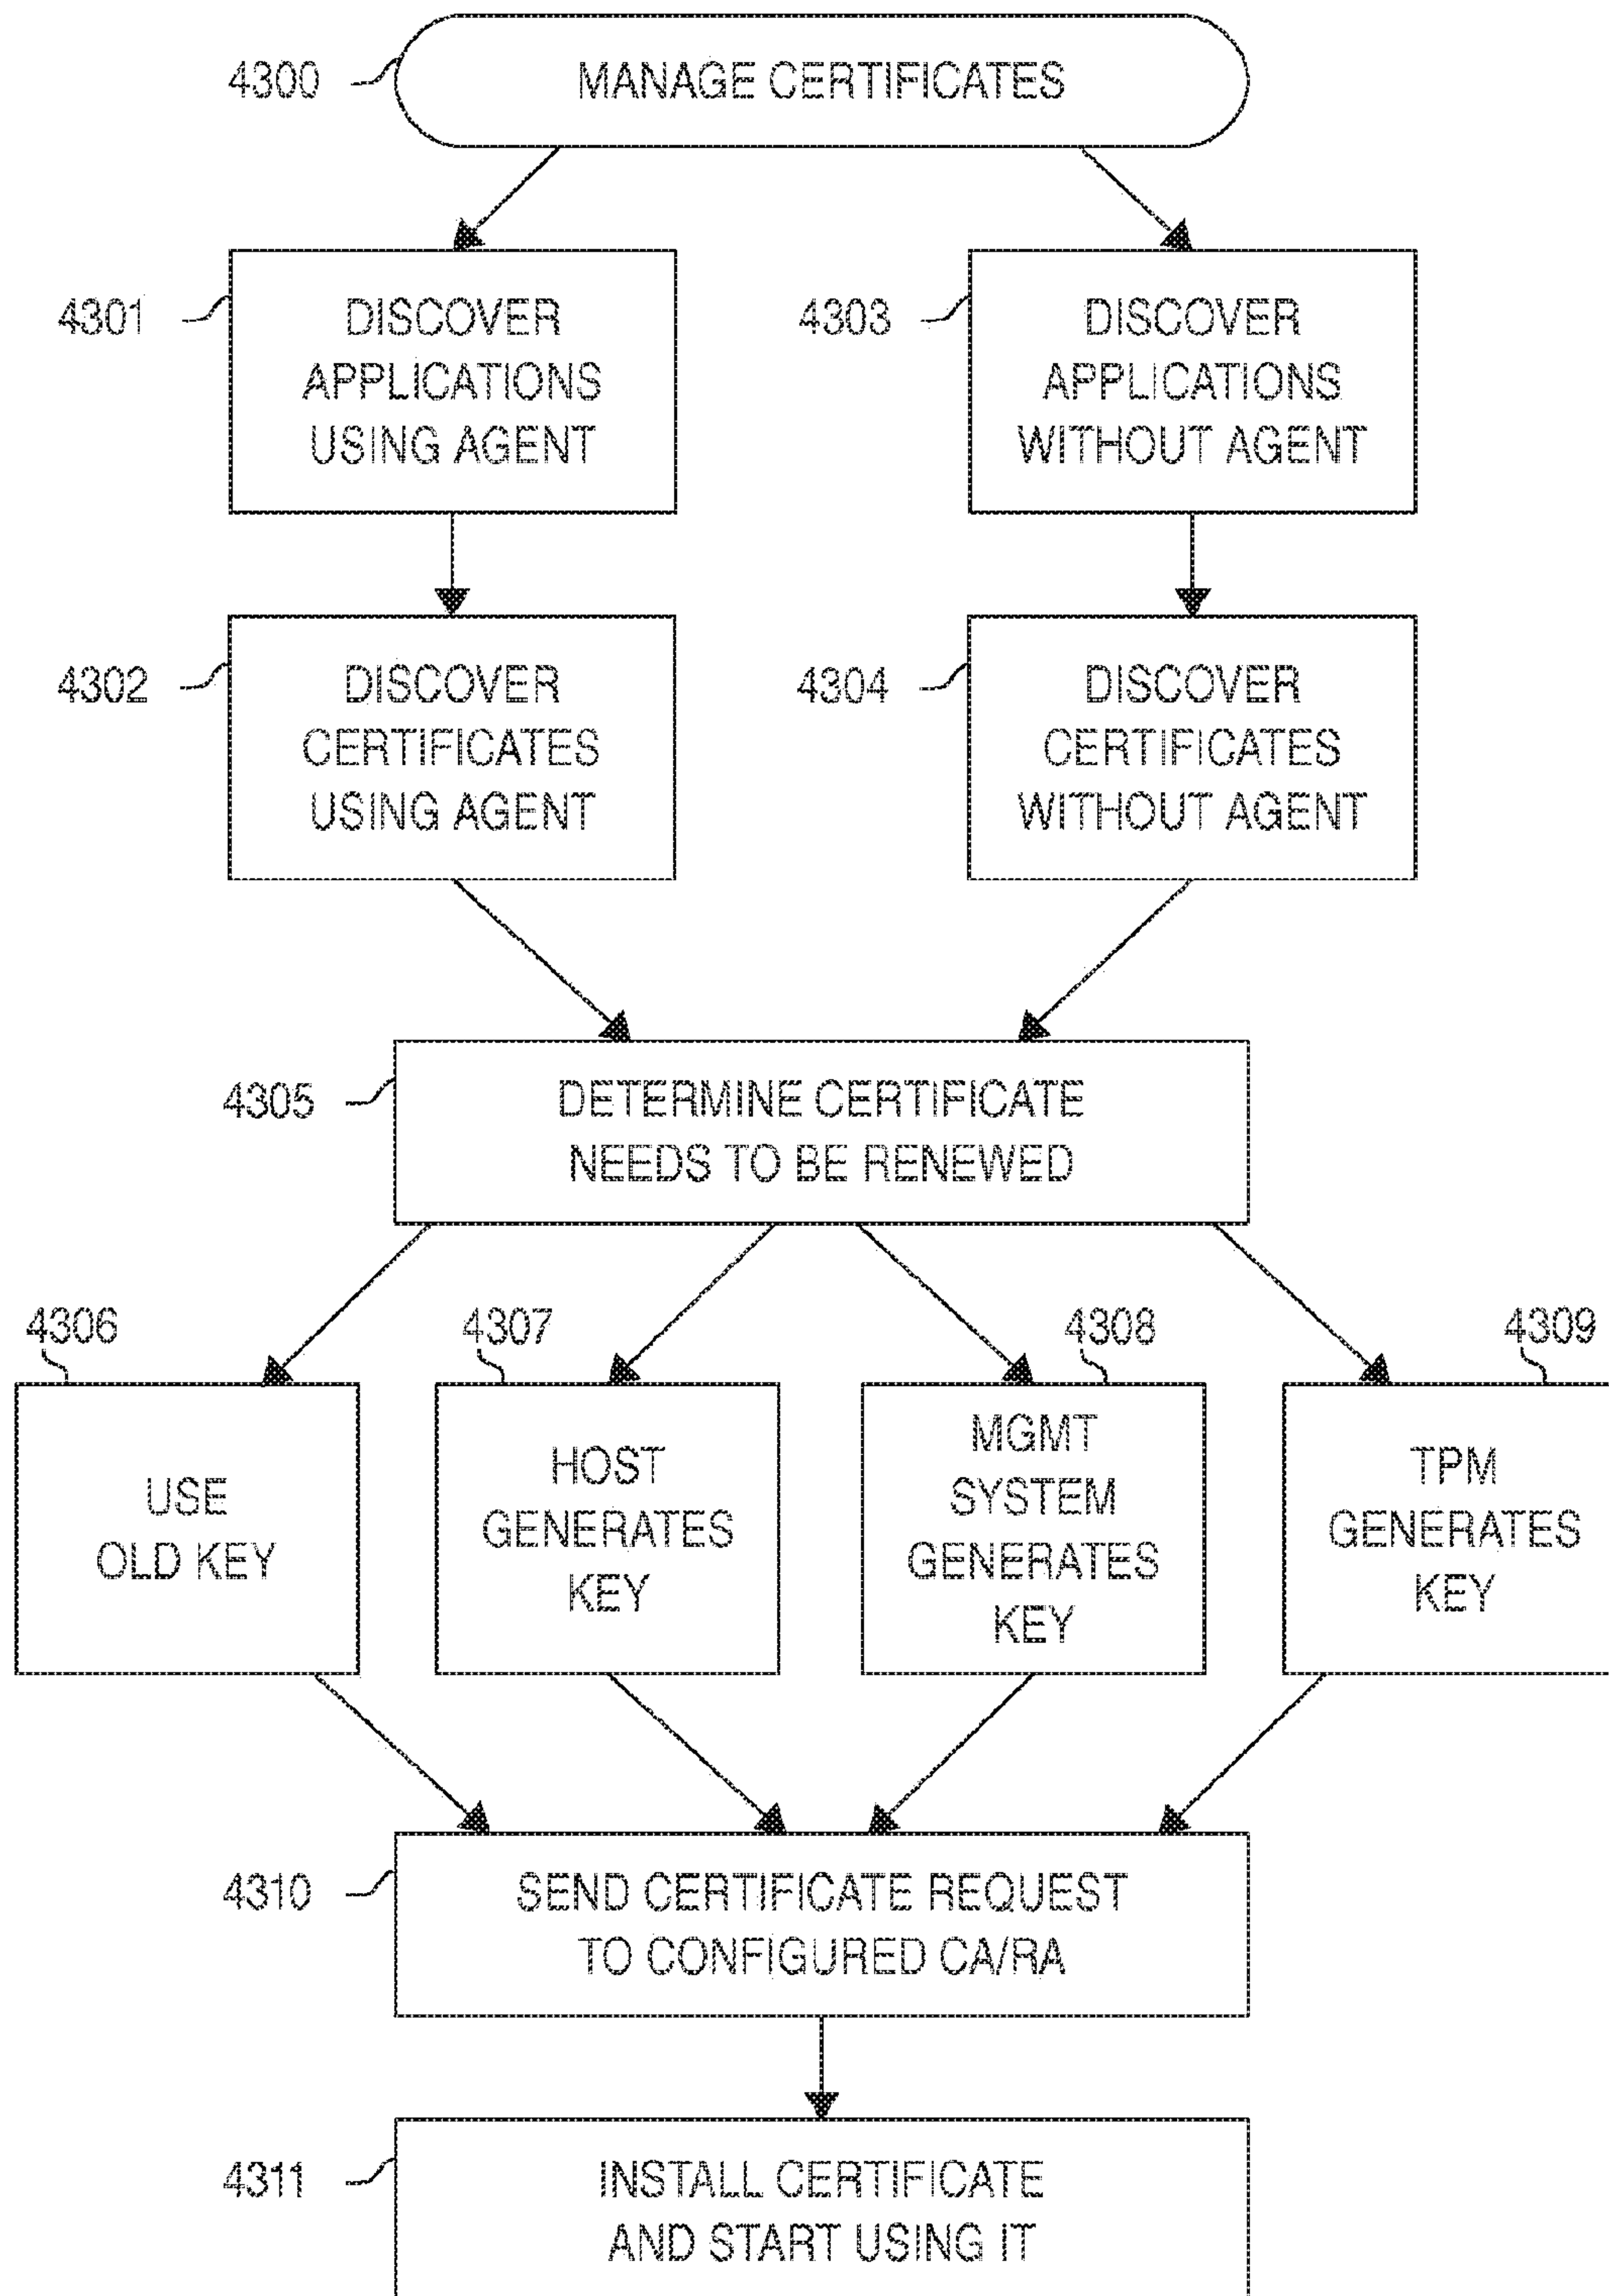 4300
MANAGE CERTIFICATES
4301
DISCOVER
APPLICATIONS
USING AGENT
4303
DISCOVER
APPLICATIONS
WITHOUT AGENT
4302
DISCOVER
CERTIFICATES
USING AGENT
4304
DISCOVER
CERTIFICATES
WITHOUT AGENT
4305
DETERMINE CERTIFICATE
NEEDS TO BE RENEWED
4306
USE
OLD KEY
4307
HOST
GENERATES
KEY
4308
MGMT
SYSTEM
GENERATES
KEY
4309
TPM
GENERATES
KEY
4310
SEND CERTIFICATE REQUEST
TO CONFIGURED CA/RA
4311
INSTALL CERTIFICATE
AND START USING IT